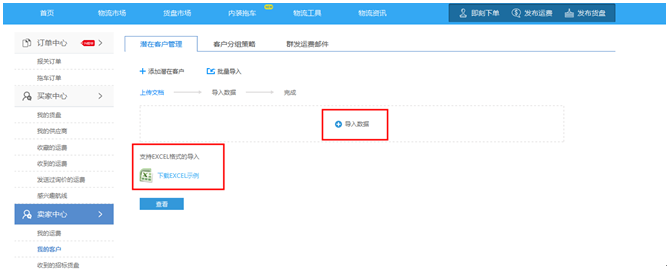 首页 物流市场 货盘市场 内装拖车 物流工具 物流资讯 即刻下单 发布运费 发布货盘
订单中心
报关订单
拖车订单
买家中心
我的货盘
我的供应商
收藏的运费
收到的运费
发送过询价的运费
感兴趣航线
卖家中心
我的运费
我的客户
收到的招标货盘
潜在客户管理 客户分组策略 群发运费邮件
添加潜在客户 批量导入
上传文档 导入数据 完成
导入数据
支持EXCEL格式的导入
下载EXCEL示例
查看